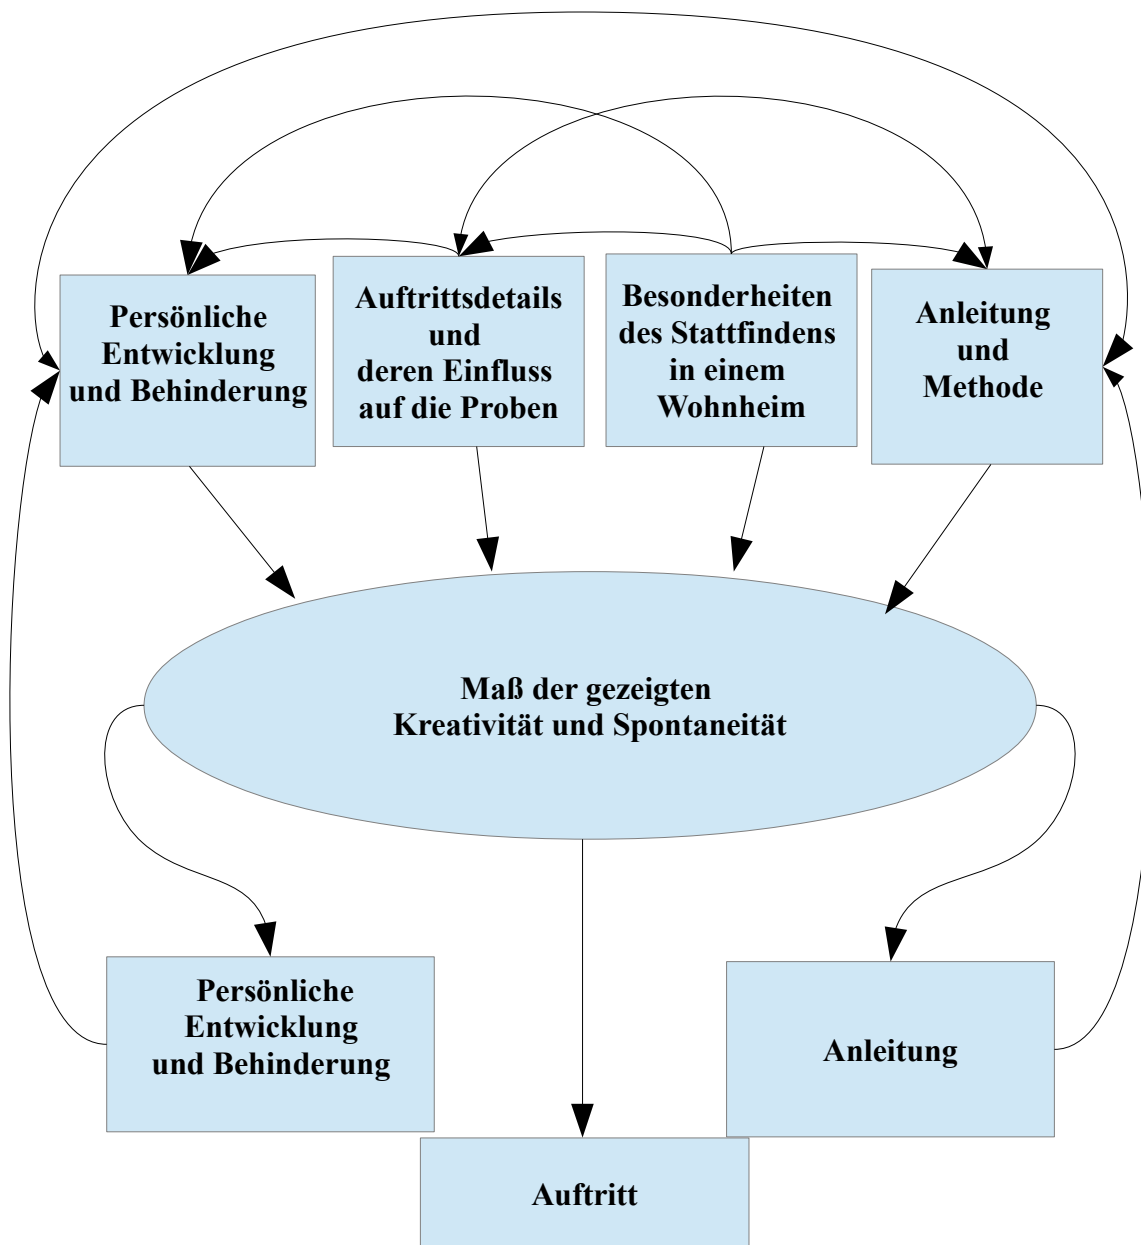 Persönliche
Entwicklung
und Behinderung
Auftrittsdetails
und
deren Einfluss
auf die Proben
Besonderheiten
des Stattfindens
in einem
Wohnheim
Anleitung
und
Methode
Maß der gezeigten
Kreativität und Spontaneität
Persönliche
Entwicklung
und Behinderung
Anleitung
Auftritt